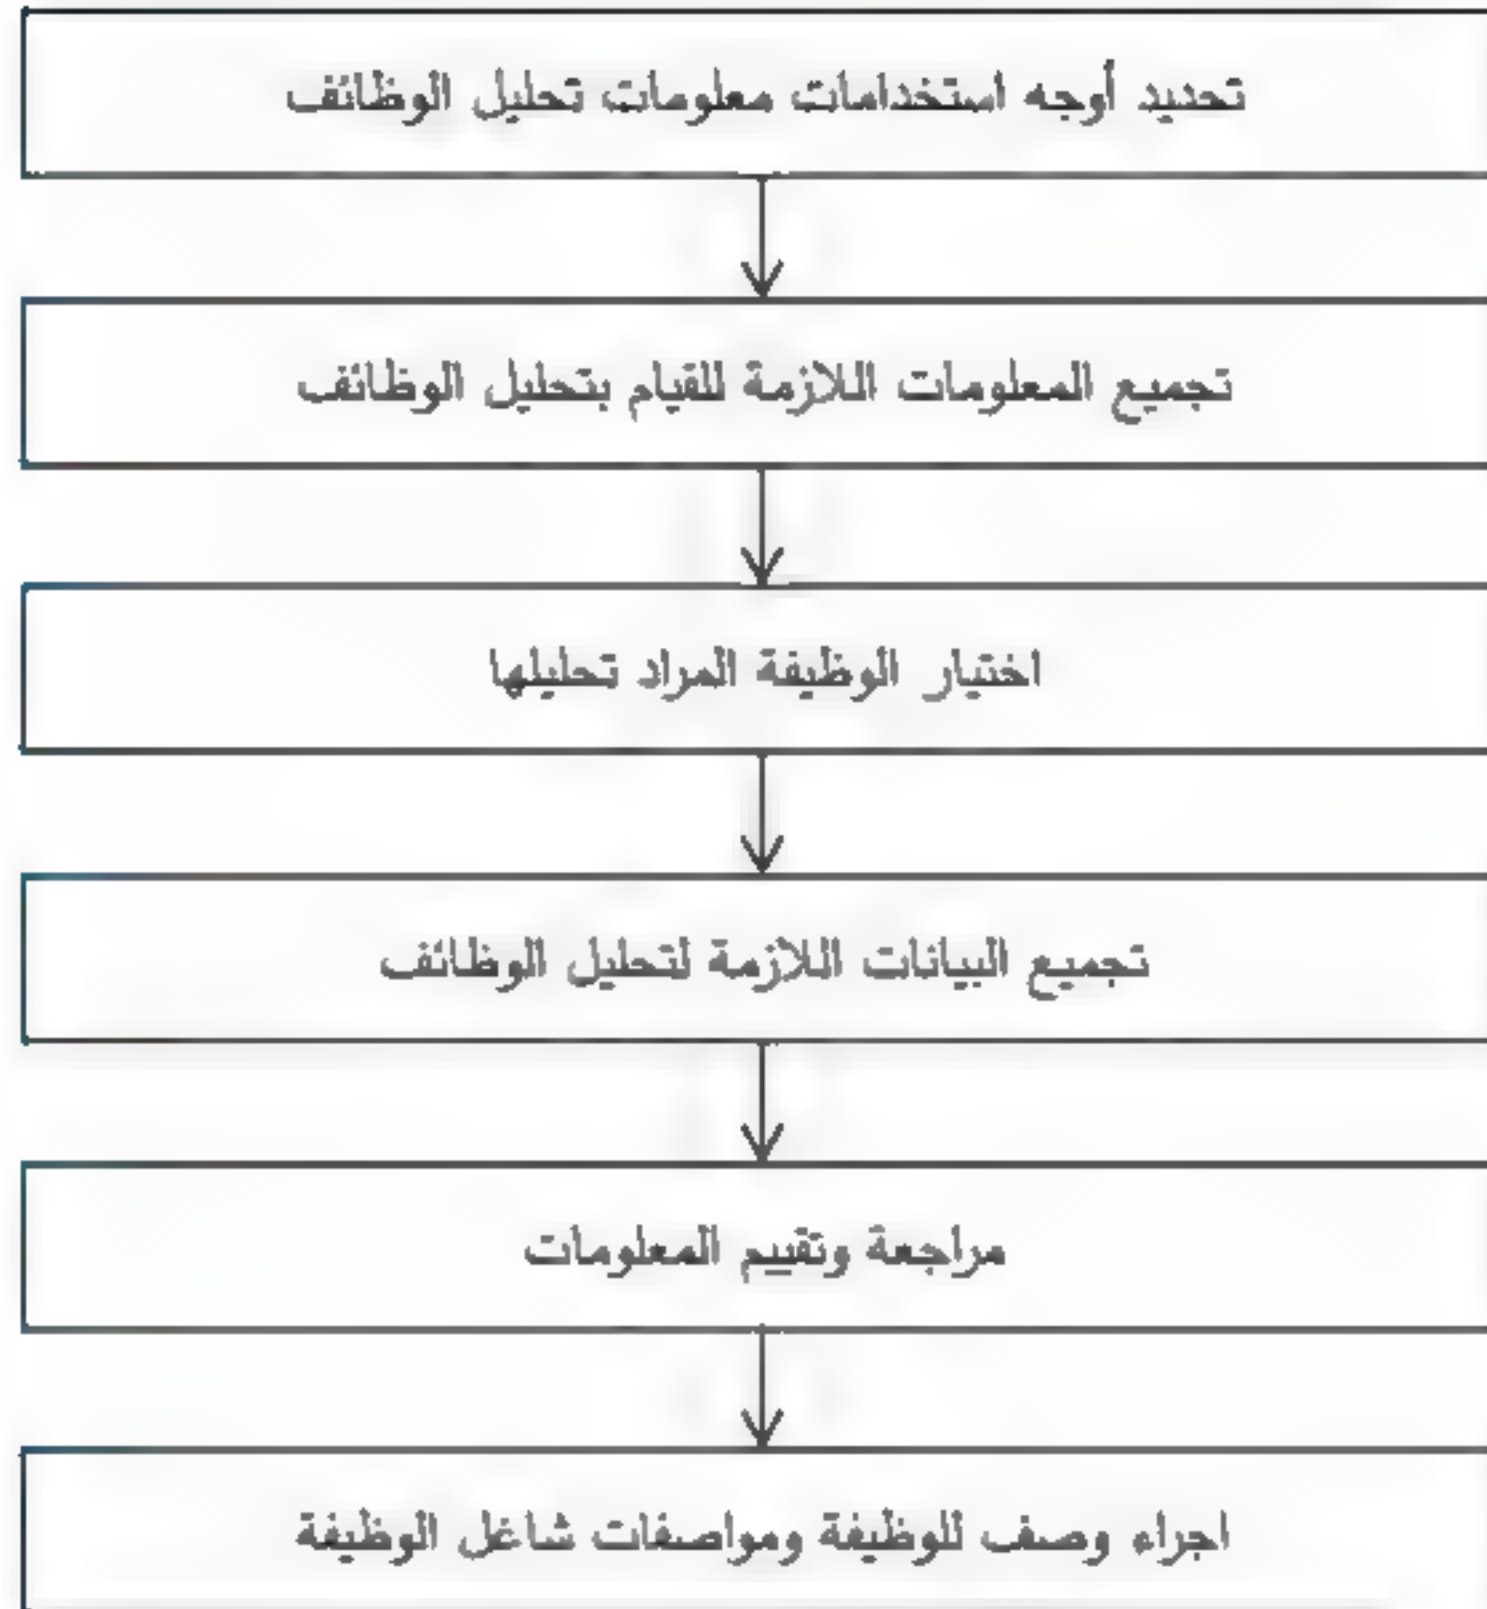 تحديد أوجه استخدامات معلومات تحليل الوظائف
تجميع المعلومات اللازمة للقيام بتحليل الوظائف
اختيار الوظيفة المراد تحليلها
تجميع البيانات اللازمة لتحليل الوظائف
مراجعة وتقييم المعلومات
اجراء وصف للوظيفة ومواصفات شاغل الوظيفة